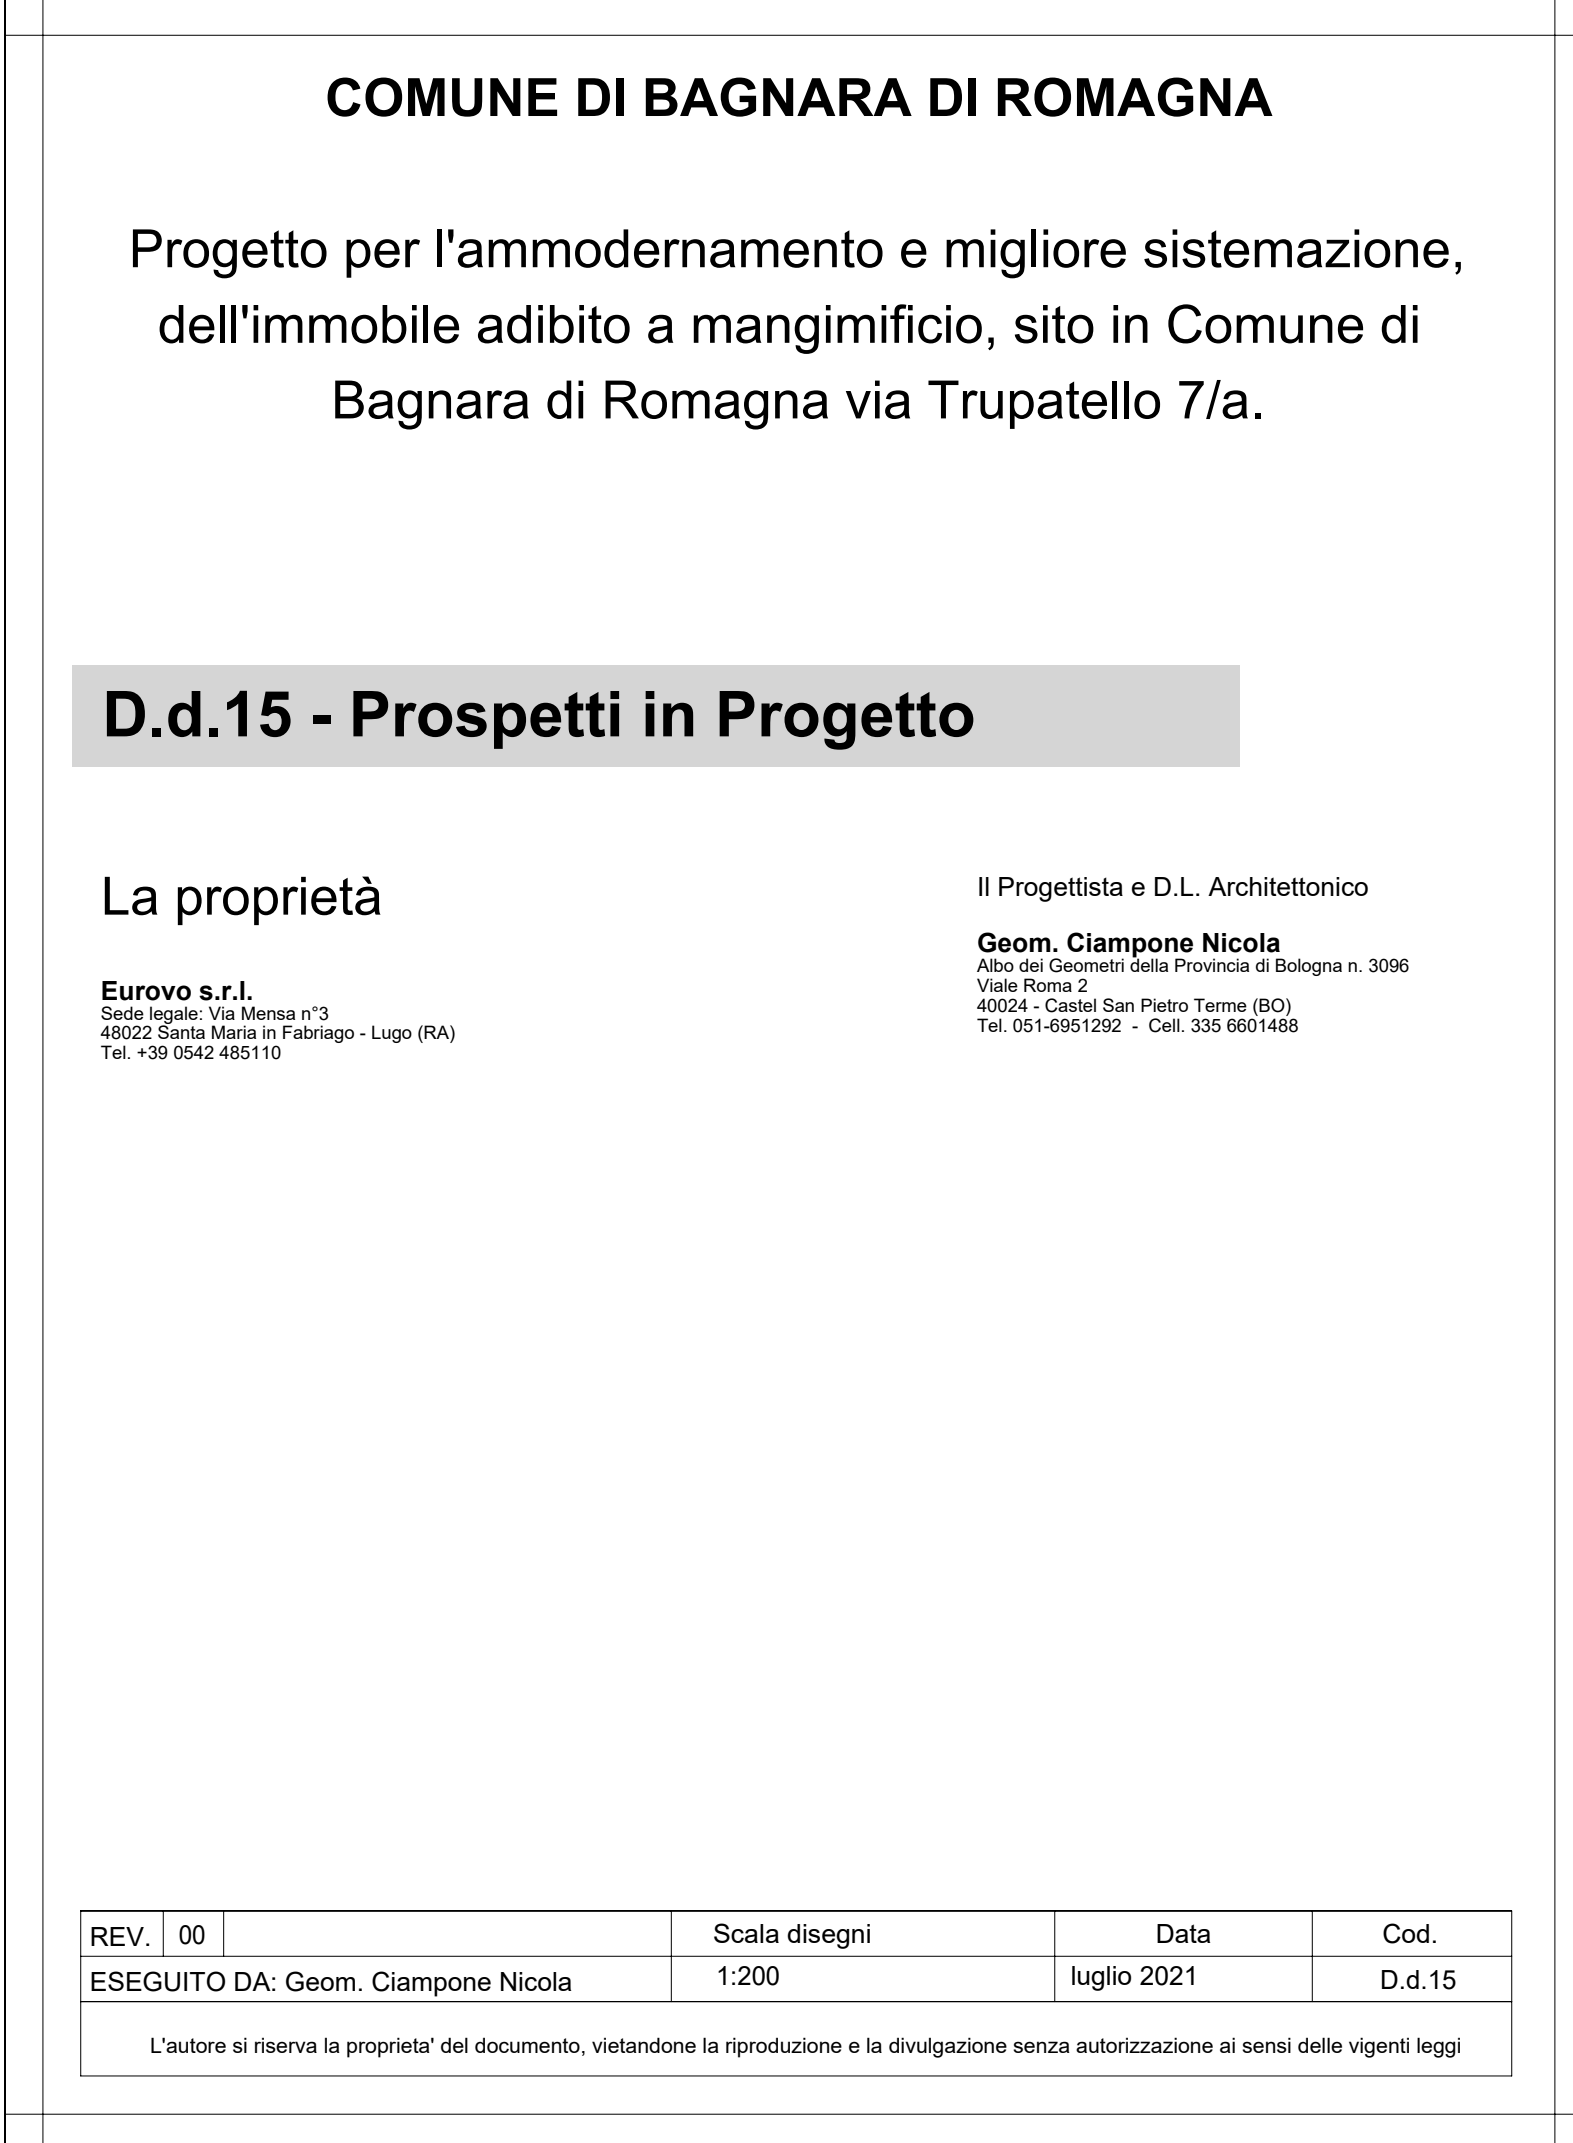 COMUNE DI BAGNARA DI ROMAGNA
Progetto per l'ammodernamento e migliore sistemazione,
dell'immobile adibito a mangimificio, sito in Comune di
Bagnara di Romagna via Trupatello 7/a.
D.d.15 - Prospetti in Progetto
La proprietà
Eurovo s.r.l.
Sede legale: Via Mensa n°3
48022 Santa Maria in Fabriago - Lugo (RA)
Tel. +39 0542 485110
Il Progettista e D.L. Architettonico
Geom. Ciampone Nicola
Albo dei Geometri della Provincia di Bologna n. 3096
Viale Roma 2
40024 - Castel San Pietro Terme (BO)
Tel. 051-6951292 - Cell. 335 6601488
REV. 00 Scala disegni Data Cod.
ESEGUITO DA: Geom. Ciampone Nicola 1:200 luglio 2021 D.d.15
L'autore si riserva la proprieta' del documento, vietandone la riproduzione e la divulgazione senza autorizzazione ai sensi delle vigenti leggi